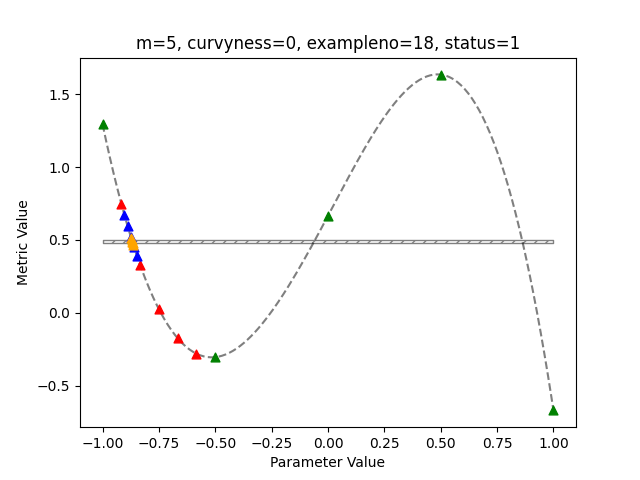 m=5, curvyness=0, exampleno=18, status=1
1.5
1.0
0.5
0.0
−0.5
Metric Value
−1.00 −0.75 −0.50 −0.25 0.00 0.25 0.50 0.75 1.00
Parameter Value